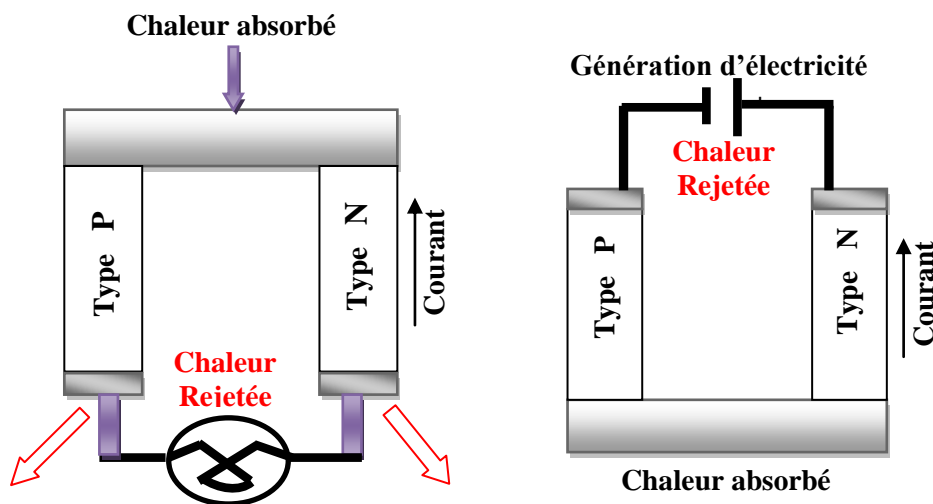 Chaleur absorbé
Type P
Type N
Courant
Chaleur
Rejetée
Génération d’électricité
Chaleur
Rejetée
Type P
Type N
Courant
Chaleur absorbé